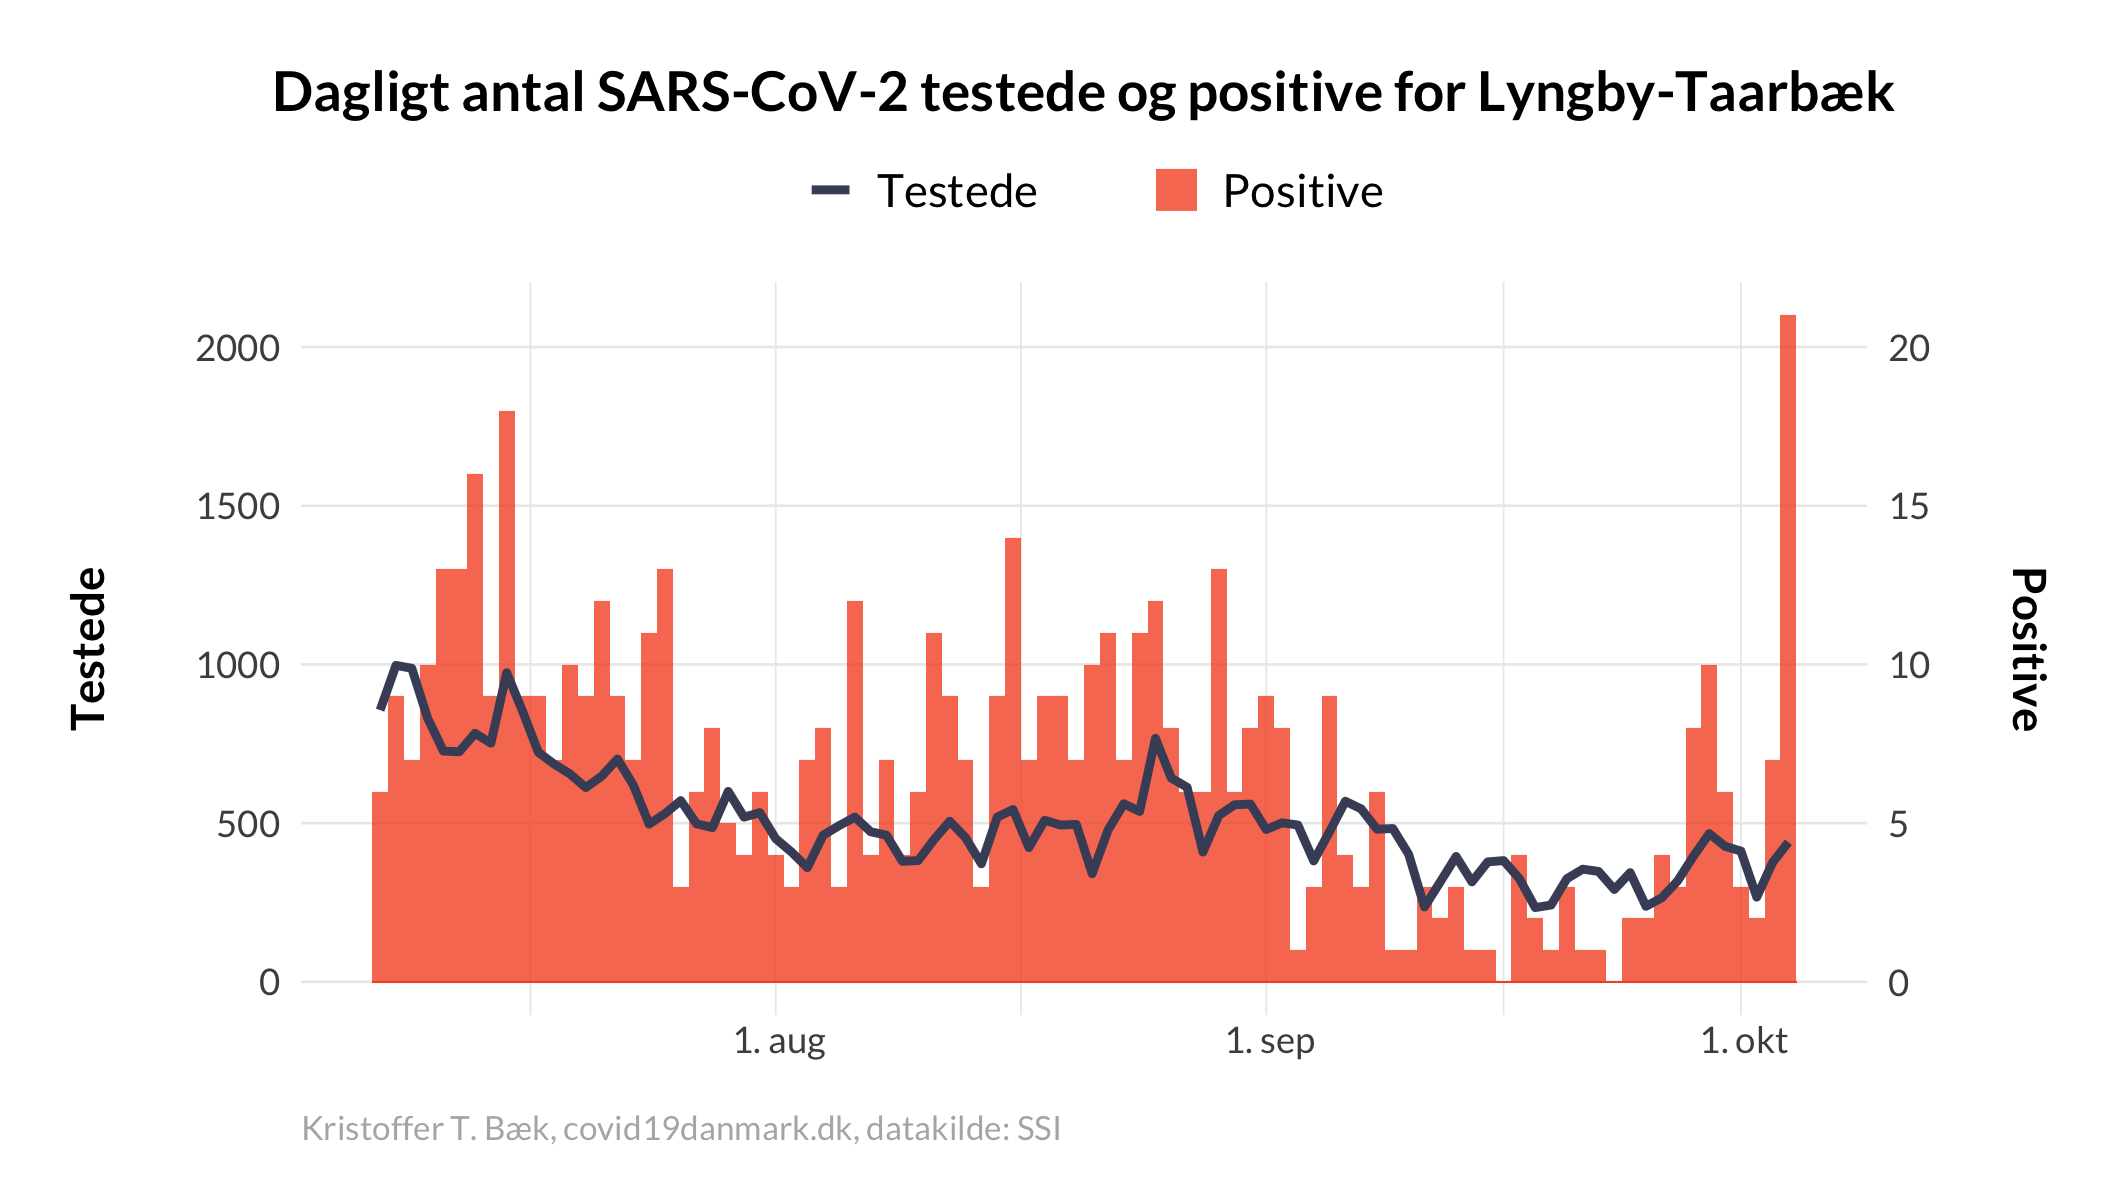 Dagligt antal SARS-CoV-2 testede og positive for Lyngby-Taarbæk
Testede
Positive
2000
1500
1000
500
0
Testede
20
15
10
5
0
Positive
1. aug
1. sep
1. okt
Kristoffer T. Bæk, covid19danmark.dk, datakilde: SSI